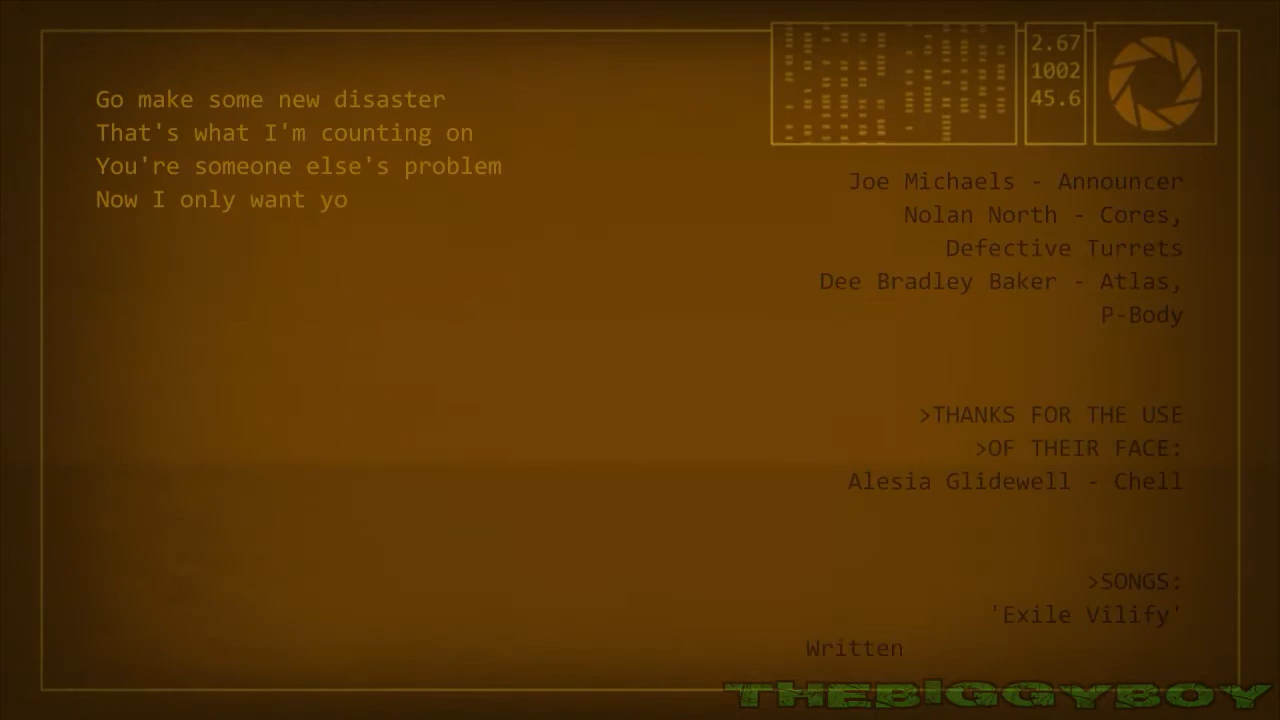 Go make some new disaster
That's what I'm counting on
You're someone else's problem
Now I only want yo
2.67
1002
45.6
Joe Michaels - Announcer
Nolan North - Cores,
Defective Turrets
Dee Bradley Baker - Atlas,
P-Body
>THANKS FOR THE USE
>OF THEIR FACE:
Alesia Glidewell - Chell
>SONGS:
'Exile Vilify'
Written
THEBIGGYBOY